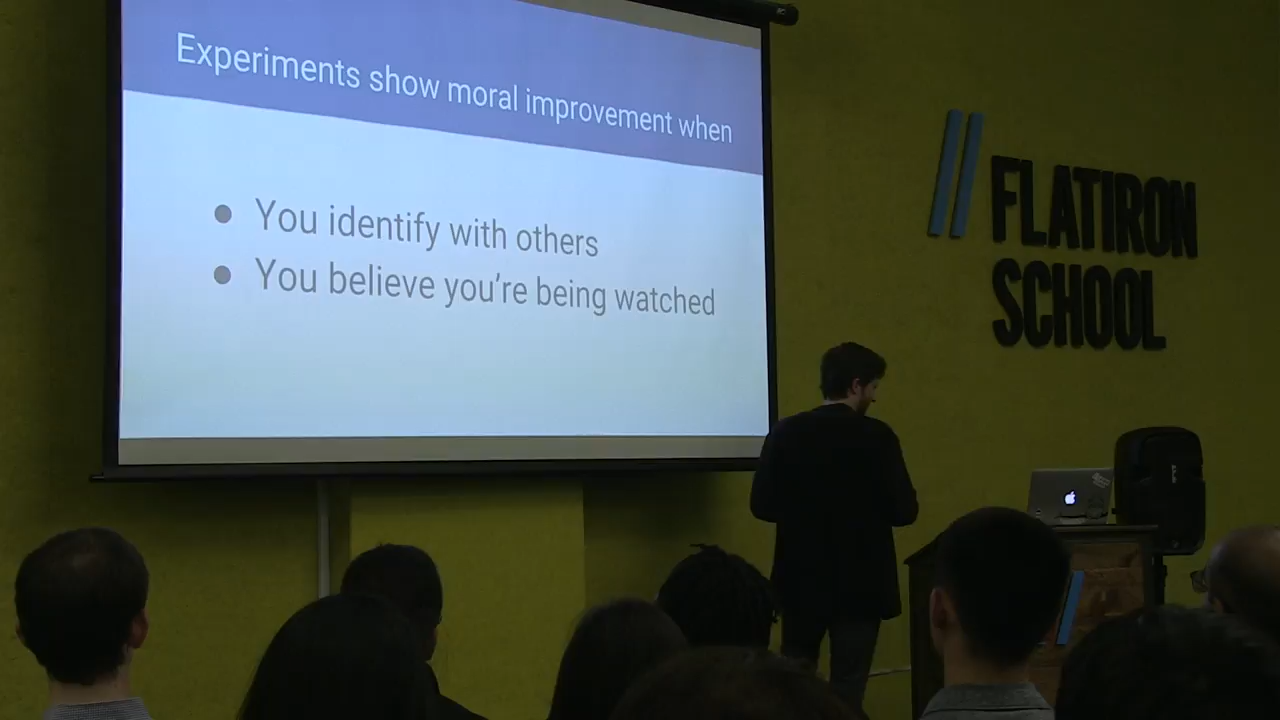 Experiments show moral improvement when
● You identify with others
● You believe you're being watched
// FLATIRON
SCHOOL